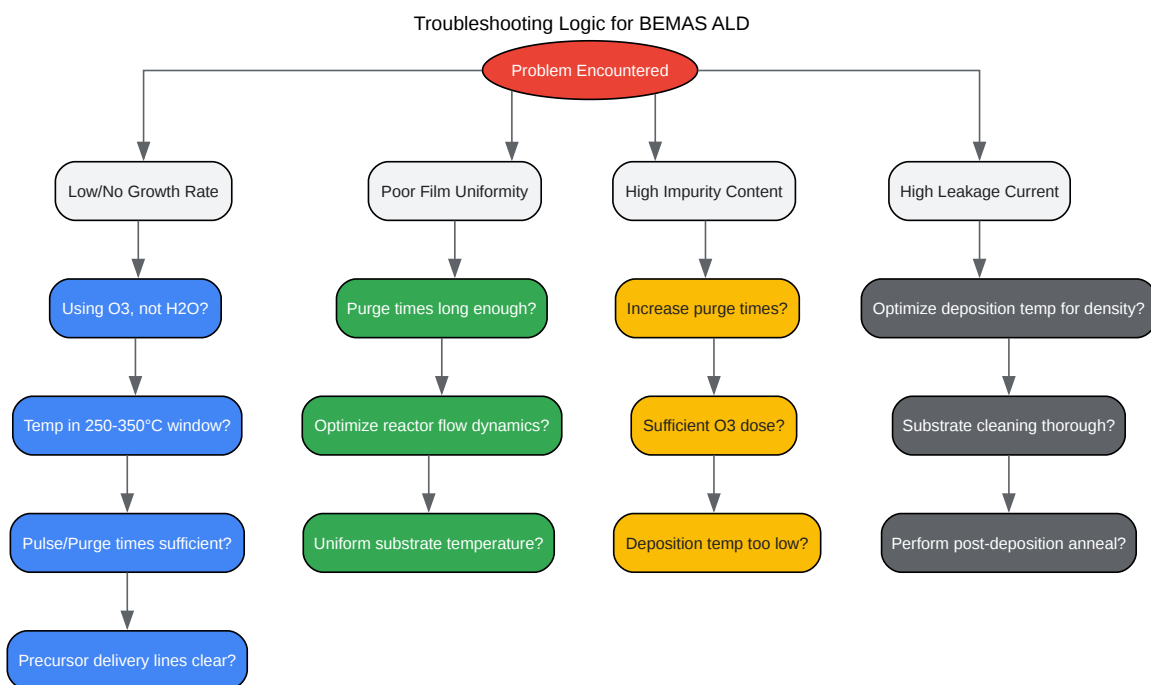 Troubleshooting Logic for BEMAS ALD
Problem Encountered
Low/No Growth Rate
Poor Film Uniformity
High Impurity Content
High Leakage Current
Using O3, not H2O?
Purge times long enough?
Increase purge times?
Optimize deposition temp for density?
Temp in 250-350°C window?
Optimize reactor flow dynamics?
Sufficient O3 dose?
Substrate cleaning thorough?
Pulse/Purge times sufficient?
Uniform substrate temperature?
Deposition temp too low?
Perform post-deposition anneal?
Precursor delivery lines clear?